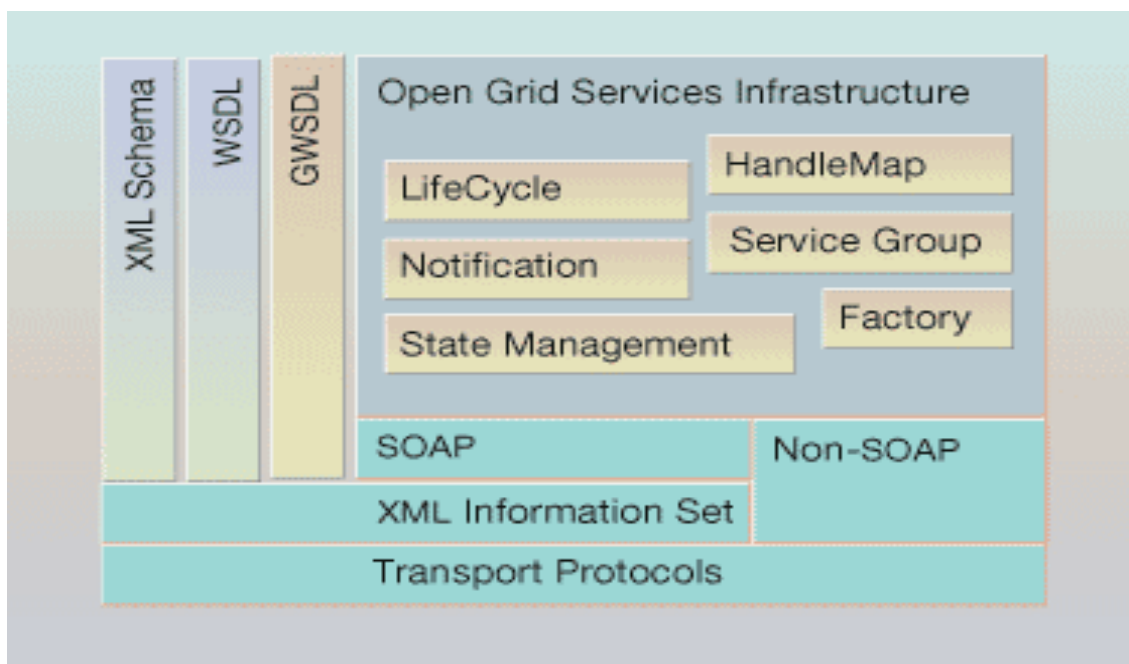 XML Schema
WSDL
GWSDL
Open Grid Services Infrastructure
LifeCycle
HandleMap
Notification
Service Group
State Management
Factory
SOAP
Non-SOAP
XML Information Set
Transport Protocols